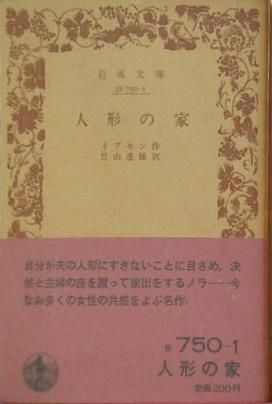 岩波文庫
32-750-1
人形の家
イプセン作
竹山道雄訳
自分が夫の人形にすぎないことに目ざめ、決
然と主婦の座を蹴って家出をするノラ——今
なお多くの女性の共感をよぶ名作.
赤 750-1
人形の家
定価200円